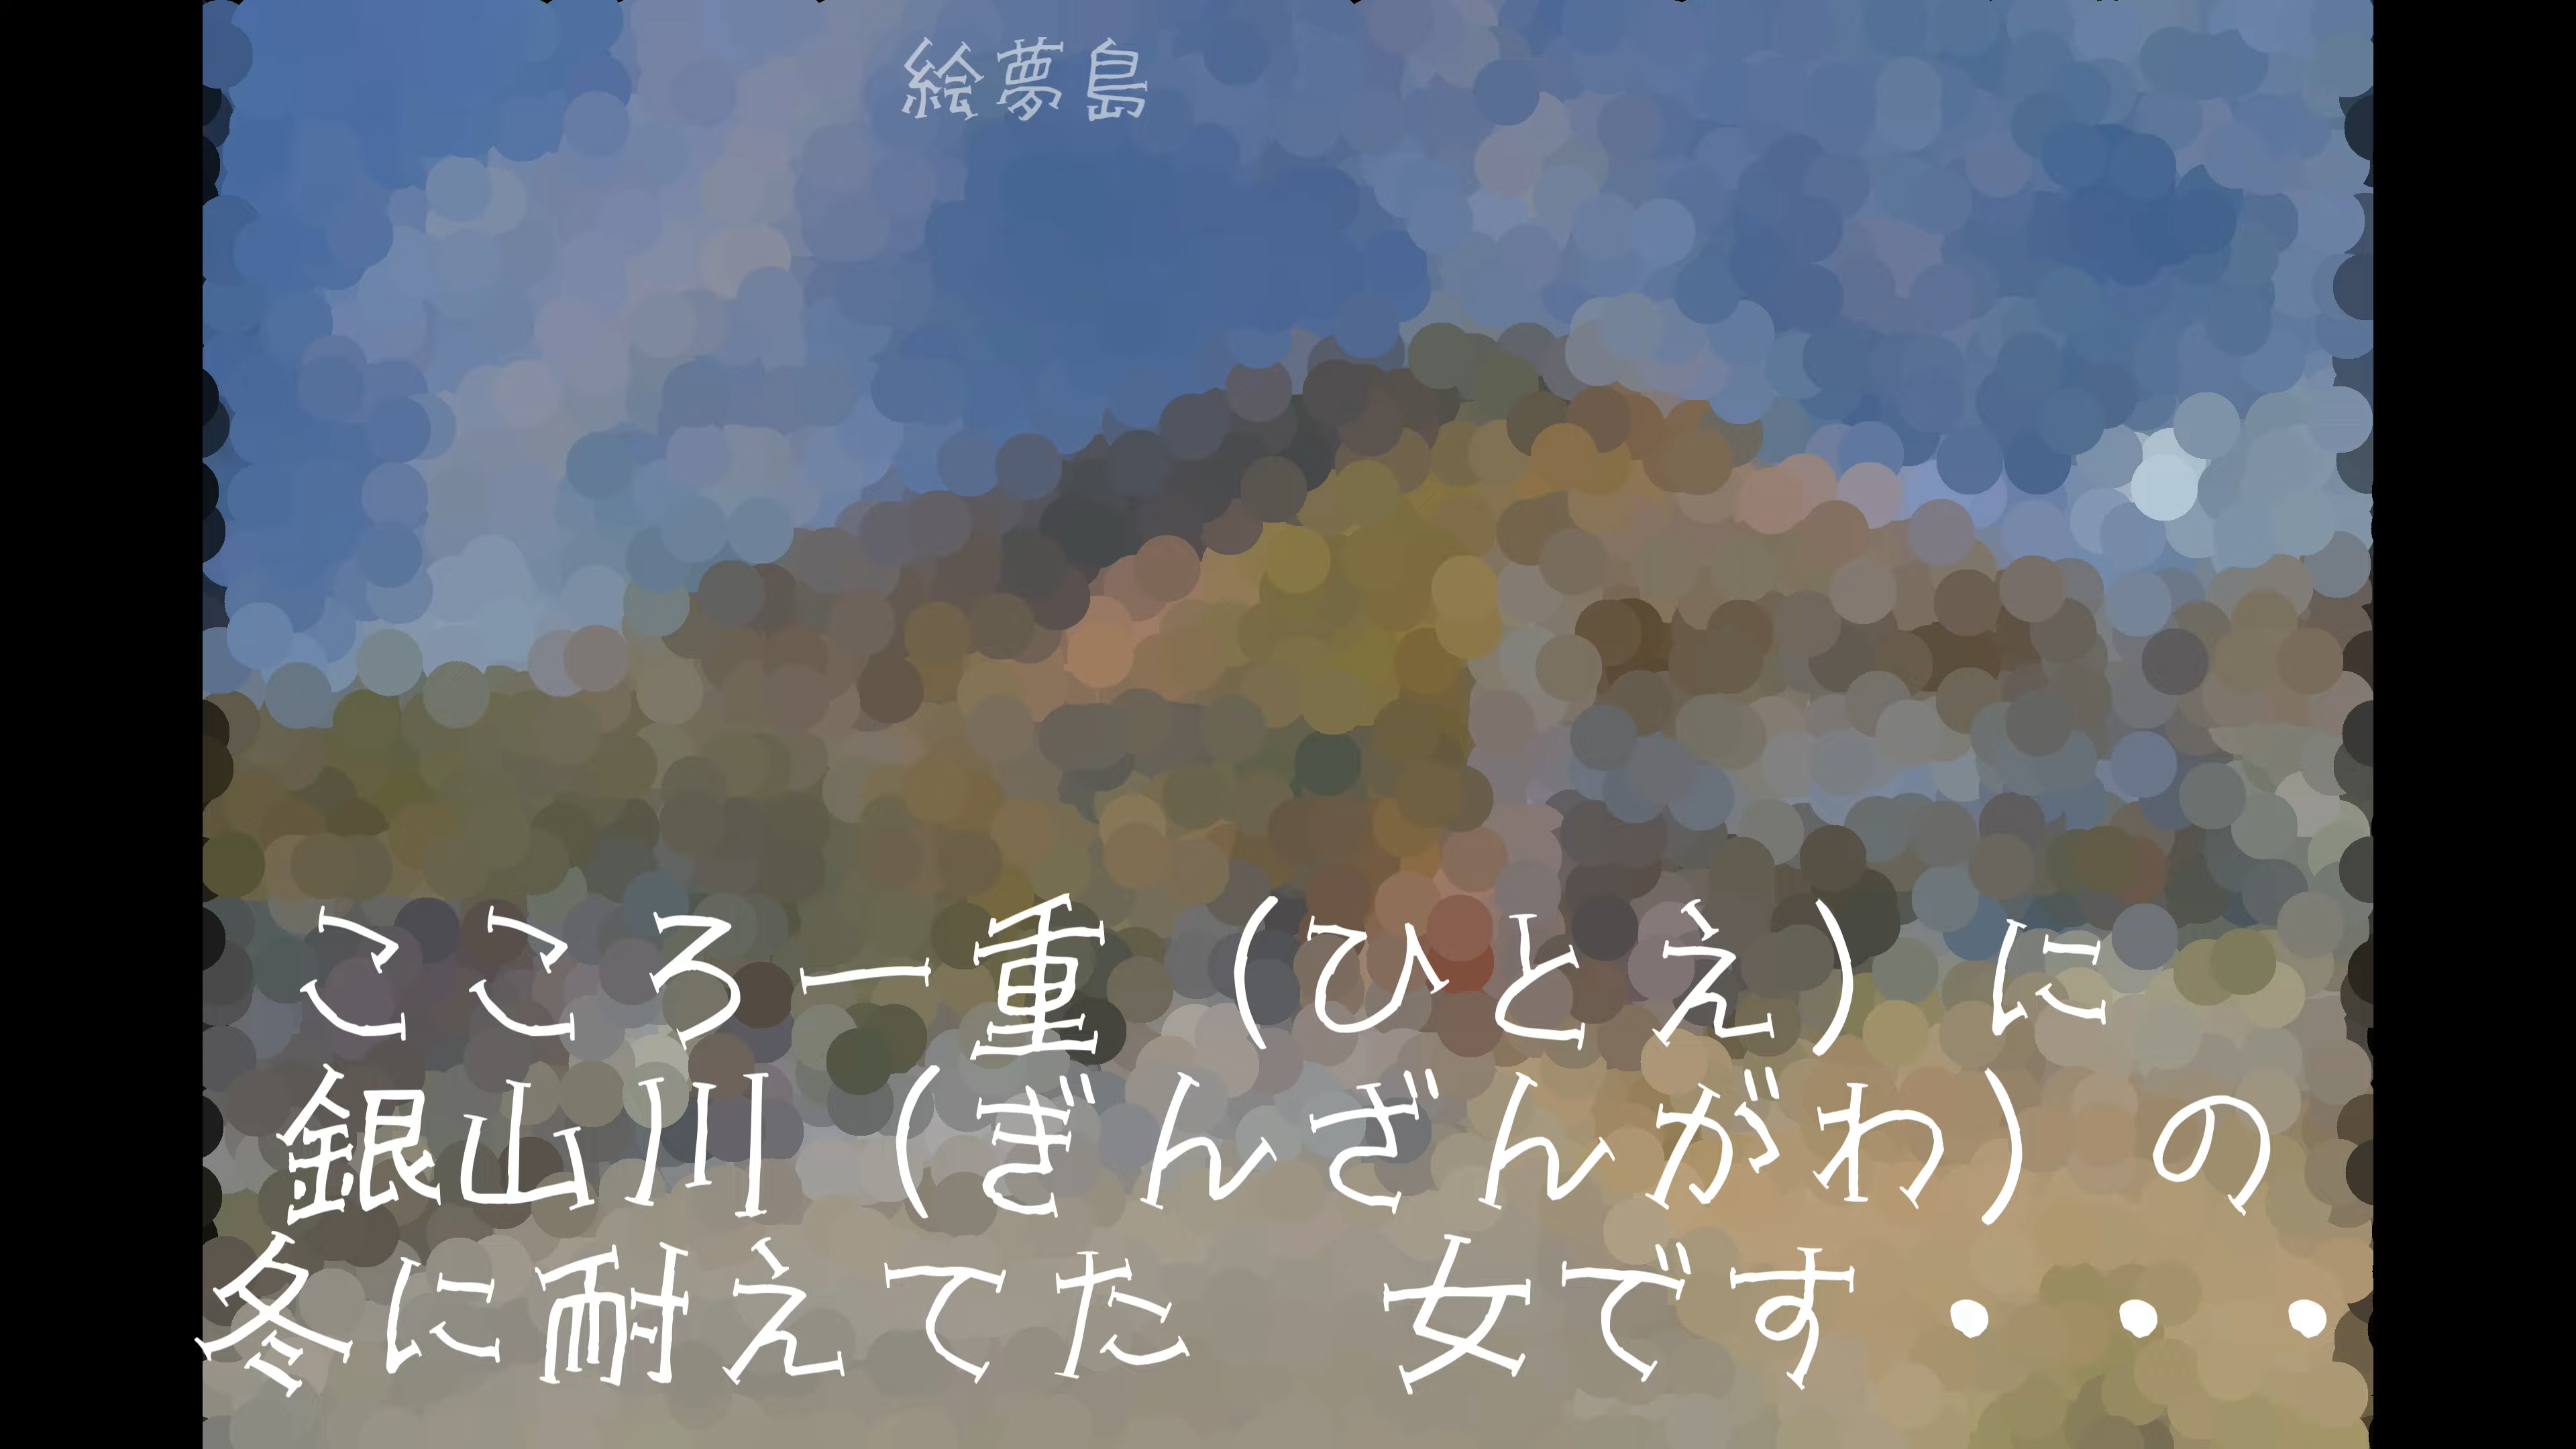 絵夢島
こころ一重（ひとえ）に
銀山川（ぎんざんがわ）の
冬に耐えてた　女です・・・